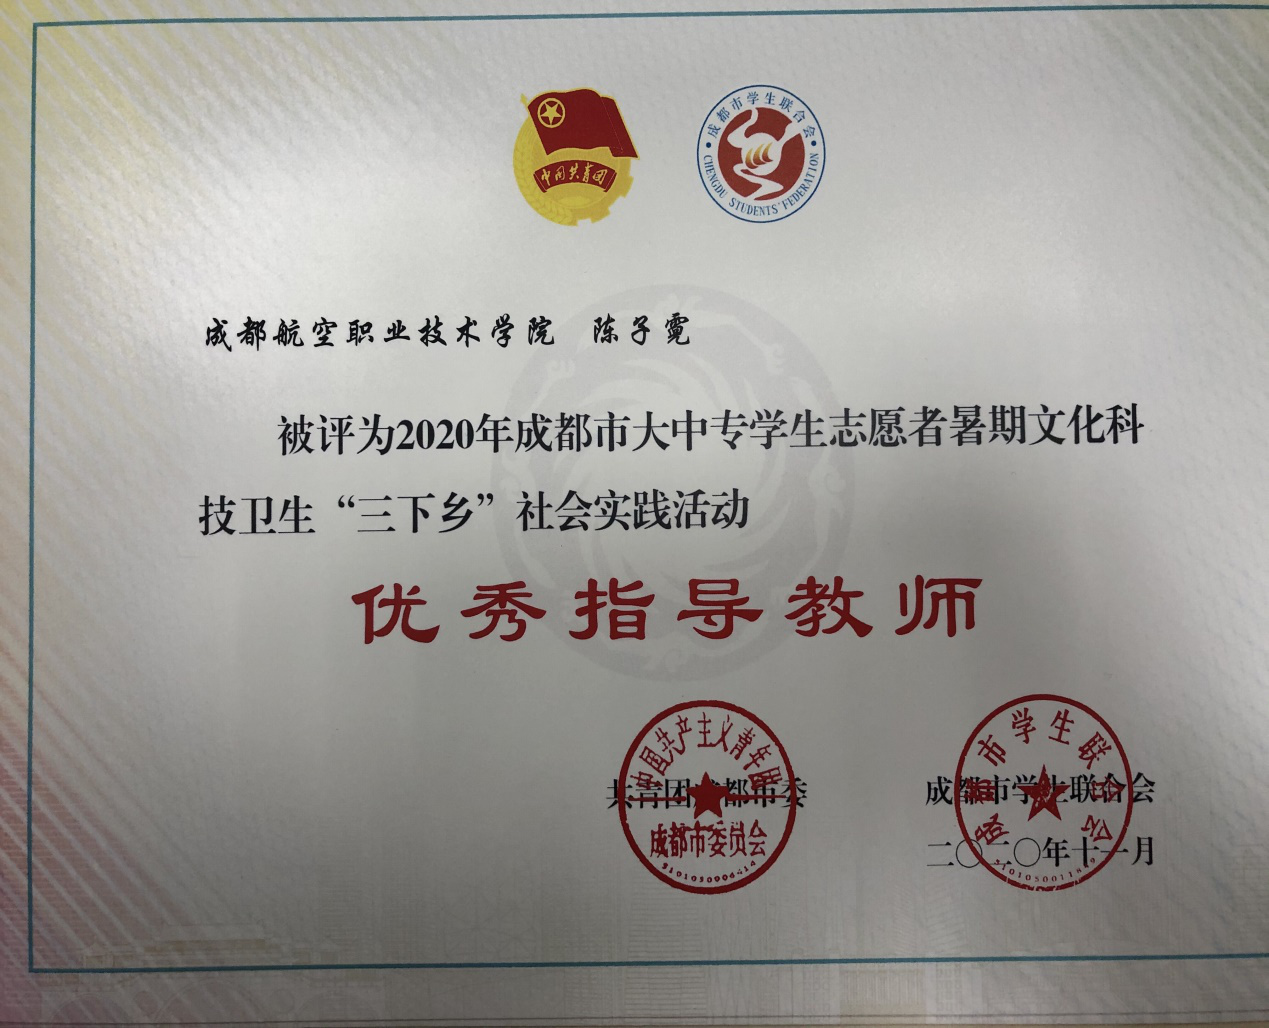 中国共青团
成都市学生联合会
CHENGDU STUDENTS' FEDERATION
成都航空职业技术学院 陈子霓
被评为2020年成都市大中专学生志愿者暑期文化科
技卫生“三下乡”社会实践活动
优秀指导教师
中国共产主义青年团
共青团成都市委
成都市委员会
5101030904414
成都市学生联合会
成都市学生联合会
二〇二〇年十一月